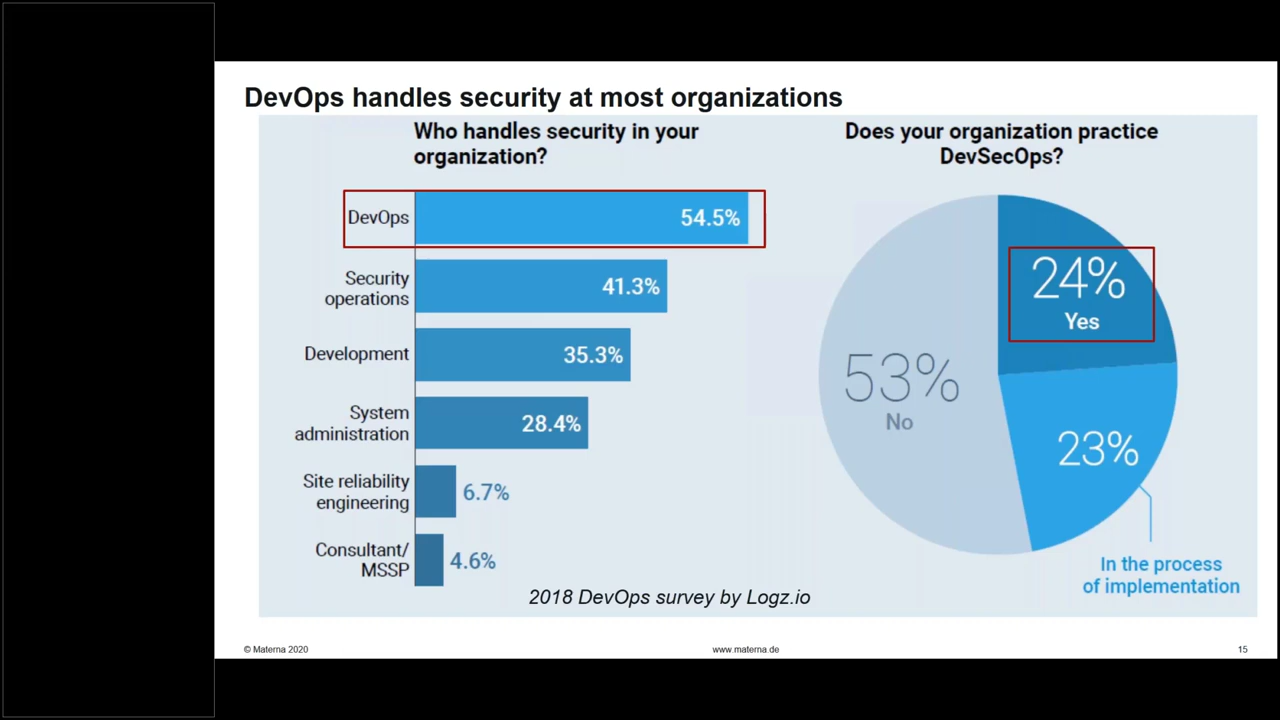 DevOps handles security at most organizations
Who handles security in your
organization?
DevOps
54.5%
Security
operations
41.3%
Development
35.3%
System
administration
28.4%
Site reliability
engineering
6.7%
Consultant/
MSSP
4.6%
Does your organization practice
DevSecOps?
24%
Yes
53%
No
23%
In the process
of implementation
2018 DevOps survey by Logz.io
© Materna 2020
www.materna.de
15